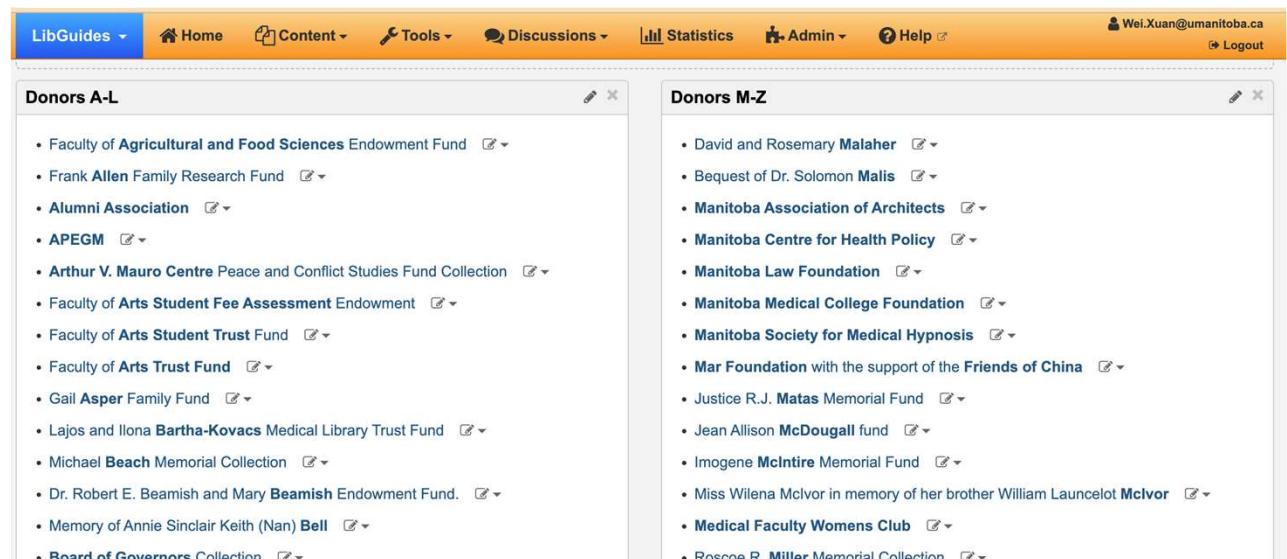 LibGuides
Home
Content
Tools
Discussions
Statistics
Admin
Help
Wei.Xuan@umanitoba.ca
Logout
Donors A-L
Faculty of Agricultural and Food Sciences Endowment Fund
Frank Allen Family Research Fund
Alumni Association
APEGM
Arthur V. Mauro Centre Peace and Conflict Studies Fund Collection
Faculty of Arts Student Fee Assessment Endowment
Faculty of Arts Student Trust Fund
Faculty of Arts Trust Fund
Gail Asper Family Fund
Lajos and Ilona Bartha-Kovacs Medical Library Trust Fund
Michael Beach Memorial Collection
Dr. Robert E. Beamish and Mary Beamish Endowment Fund.
Memory of Annie Sinclair Keith (Nan) Bell
Board of Governors Collection
Donors M-Z
David and Rosemary Malaher
Bequest of Dr. Solomon Malis
Manitoba Association of Architects
Manitoba Centre for Health Policy
Manitoba Law Foundation
Manitoba Medical College Foundation
Manitoba Society for Medical Hypnosis
Mar Foundation with the support of the Friends of China
Justice R.J. Matas Memorial Fund
Jean Allison McDougall fund
Imogene McIntire Memorial Fund
Miss Wilena McIvor in memory of her brother William Launcelot McIvor
Medical Faculty Womens Club
Roscoe R. Miller Memorial Collection